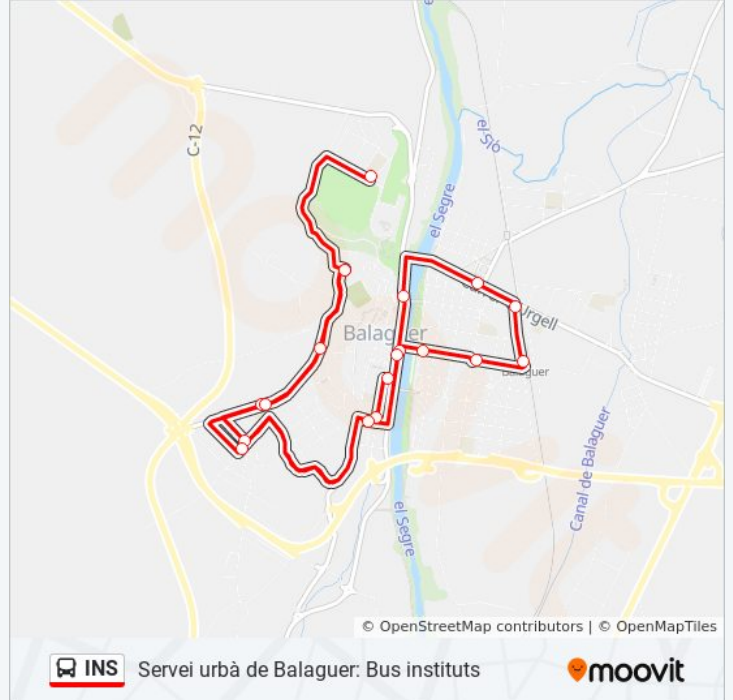 C-12
el Sió
el Segre
Urgell
Balaguer
Balaguer
Canal de Balaguer
el Segre
© OpenStreetMap contributors | © OpenMapTiles
INS Servei urbà de Balaguer: Bus instituts moovit